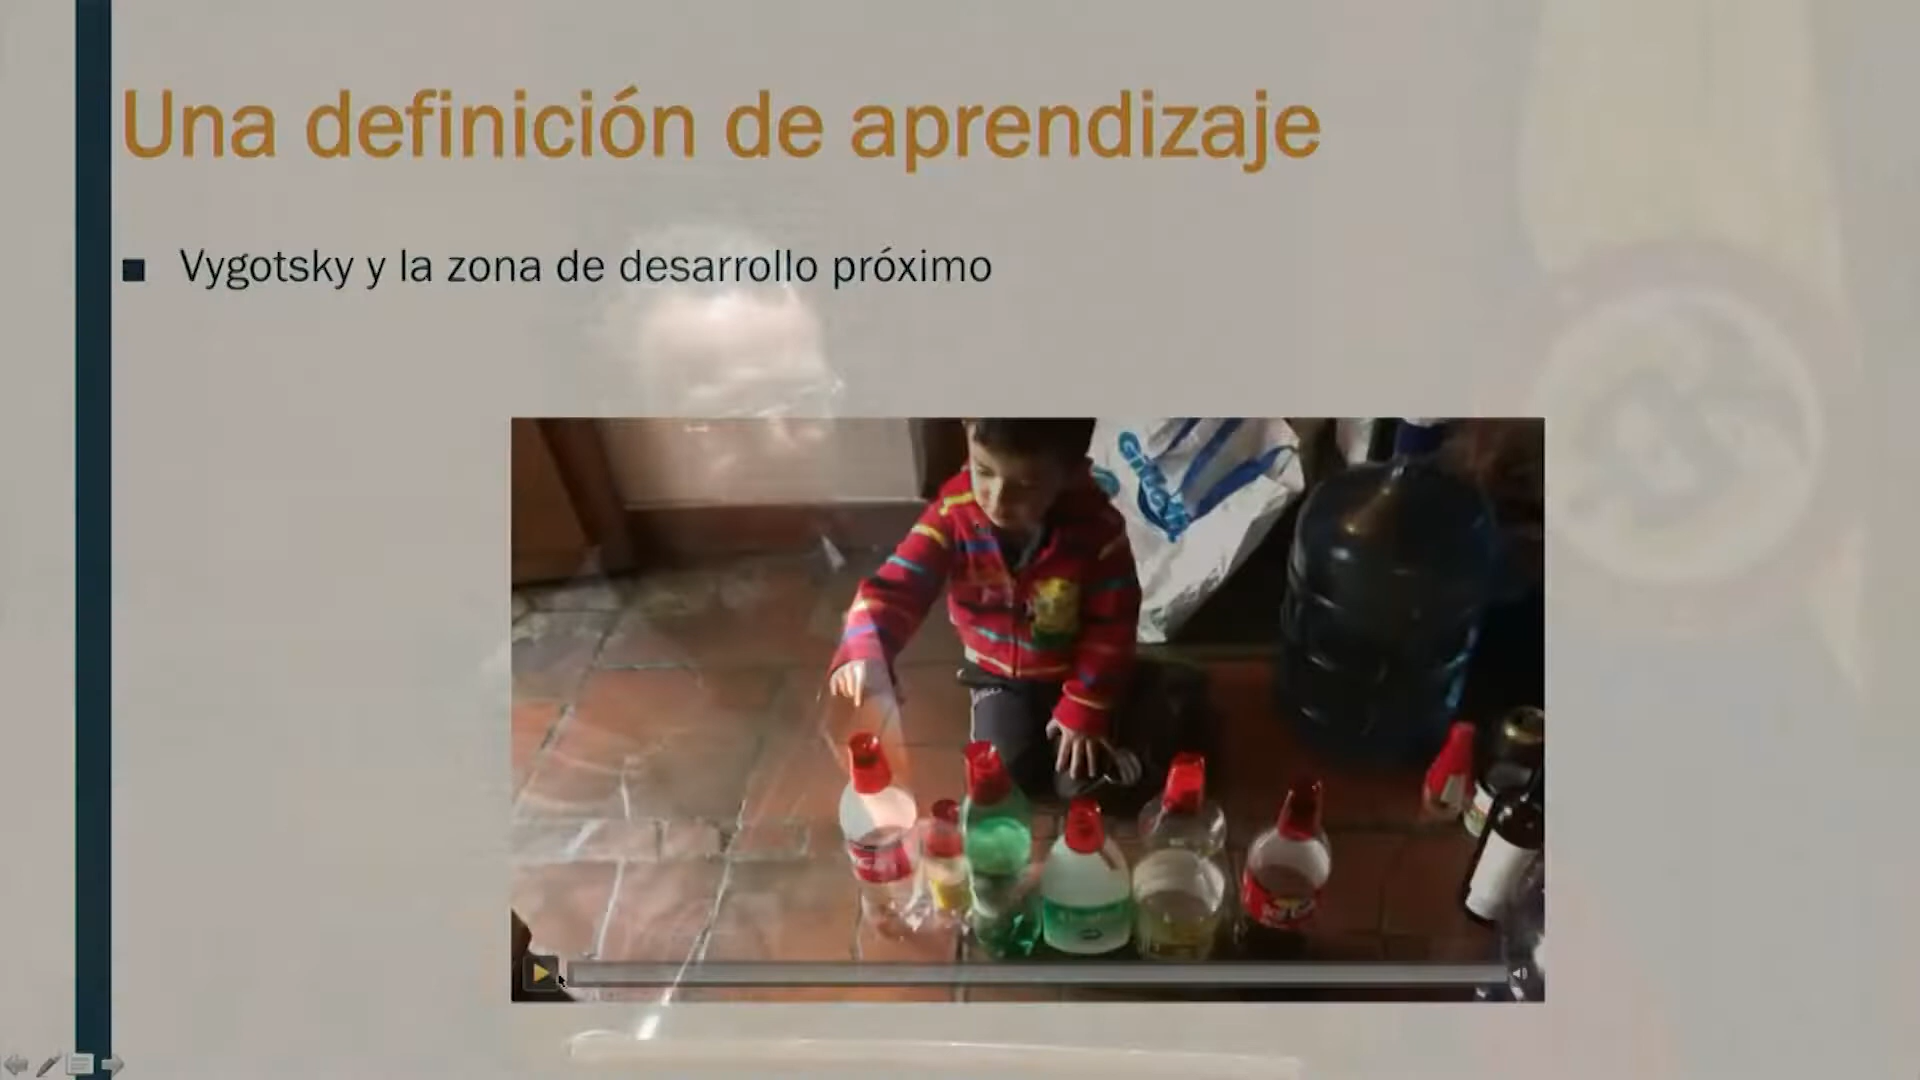 Una definición de aprendizaje
Vygotsky y la zona de desarrollo próximo